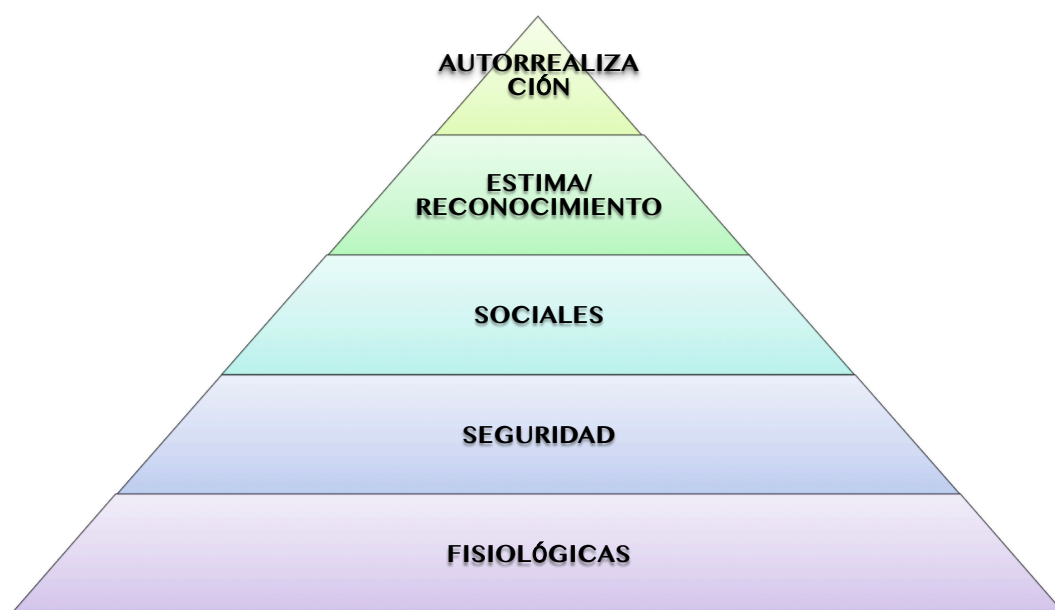 AUTORREALIZA
CIÓN
ESTIMA/
RECONOCIMIENTO
SOCIALES
SEGURIDAD
FISIOLÓGICAS